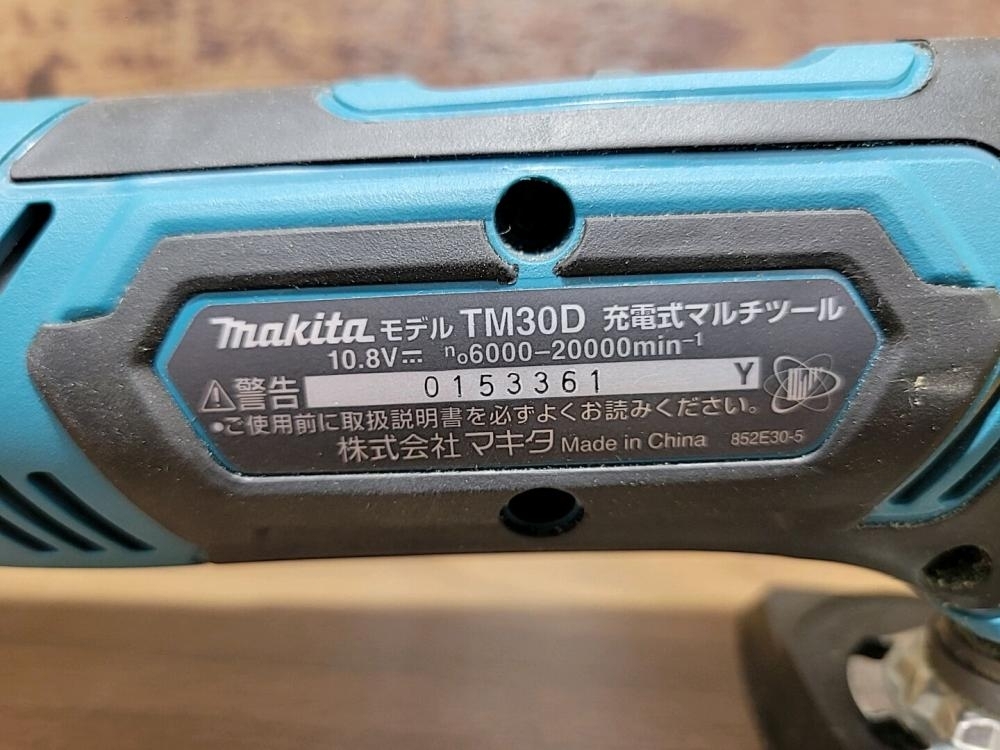 makita モデル TM30D 充電式マルチツール
10.8V⎓ n₀6000-20000min⁻¹
⚠警告 0153361 Y
•ご使用前に取扱説明書を必ずよくお読みください。
株式会社マキタ Made in China 852E30-5